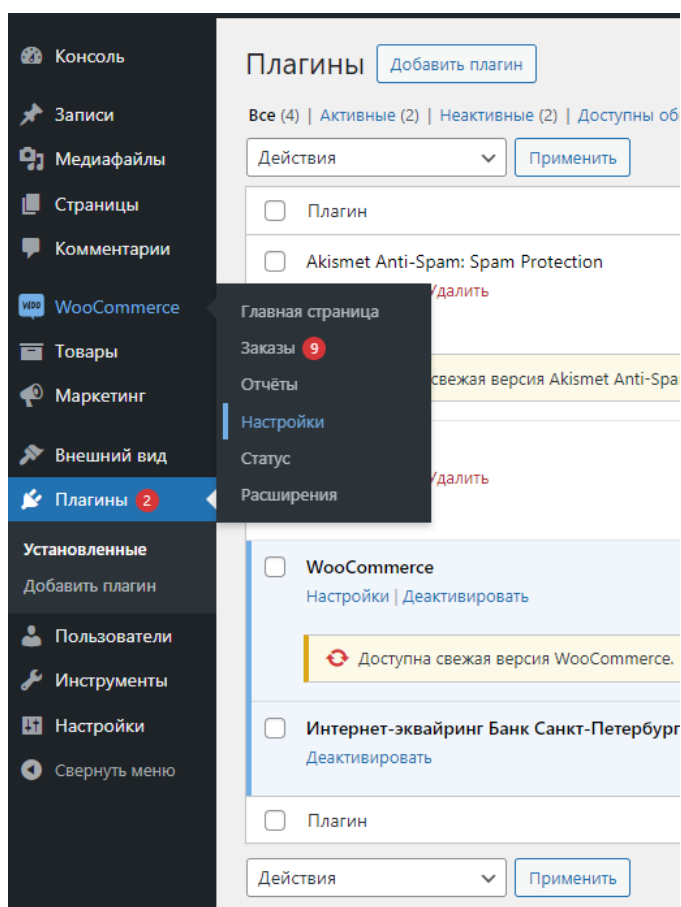 Консоль
Записи
Медиафайлы
Страницы
Комментарии
WooCommerce
Товары
Маркетинг
Внешний вид
Плагины 2
Установленные
Добавить плагин
Пользователи
Инструменты
Настройки
Свернуть меню
Главная страница
Заказы 9
Отчёты
Настройки
Статус
Расширения
Плагины Добавить плагин
Все (4) | Активные (2) | Неактивные (2) | Доступны об
Действия Применить
Плагин
Akismet Anti-Spam: Spam Protection
Удалить
свежая версия Akismet Anti-Spa
Удалить
WooCommerce
Настройки | Деактивировать
Доступна свежая версия WooCommerce.
Интернет-эквайринг Банк Санкт-Петербург
Деактивировать
Плагин
Действия Применить